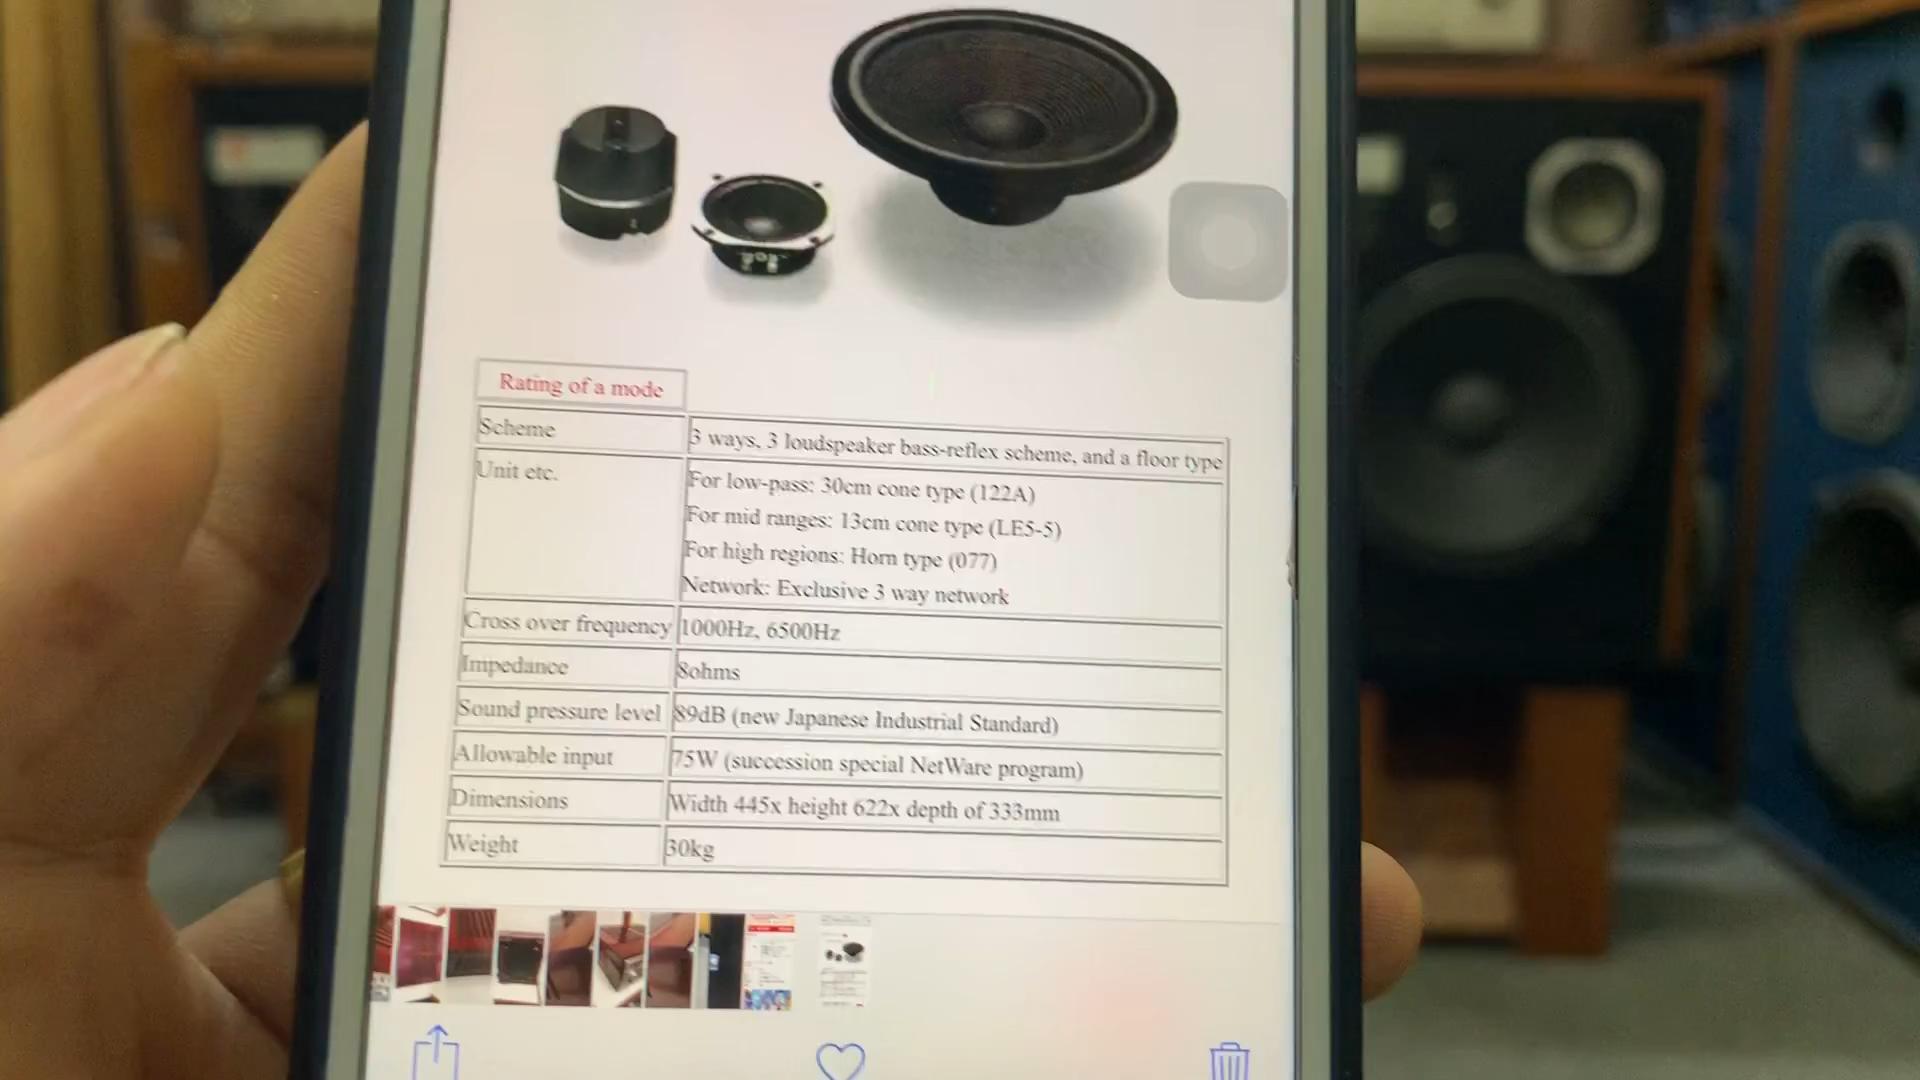 Rating of a mode
Scheme
3 ways, 3 loudspeaker bass-reflex scheme, and a floor type
Unit etc.
For low-pass: 30cm cone type (122A)
For mid ranges: 13cm cone type (LE5-5)
For high regions: Horn type (077)
Network: Exclusive 3 way network
Cross over frequency
1000Hz, 6500Hz
Impedance
8ohms
Sound pressure level
89dB (new Japanese Industrial Standard)
Allowable input
75W (succession special NetWare program)
Dimensions
Width 445x height 622x depth of 333mm
Weight
30kg